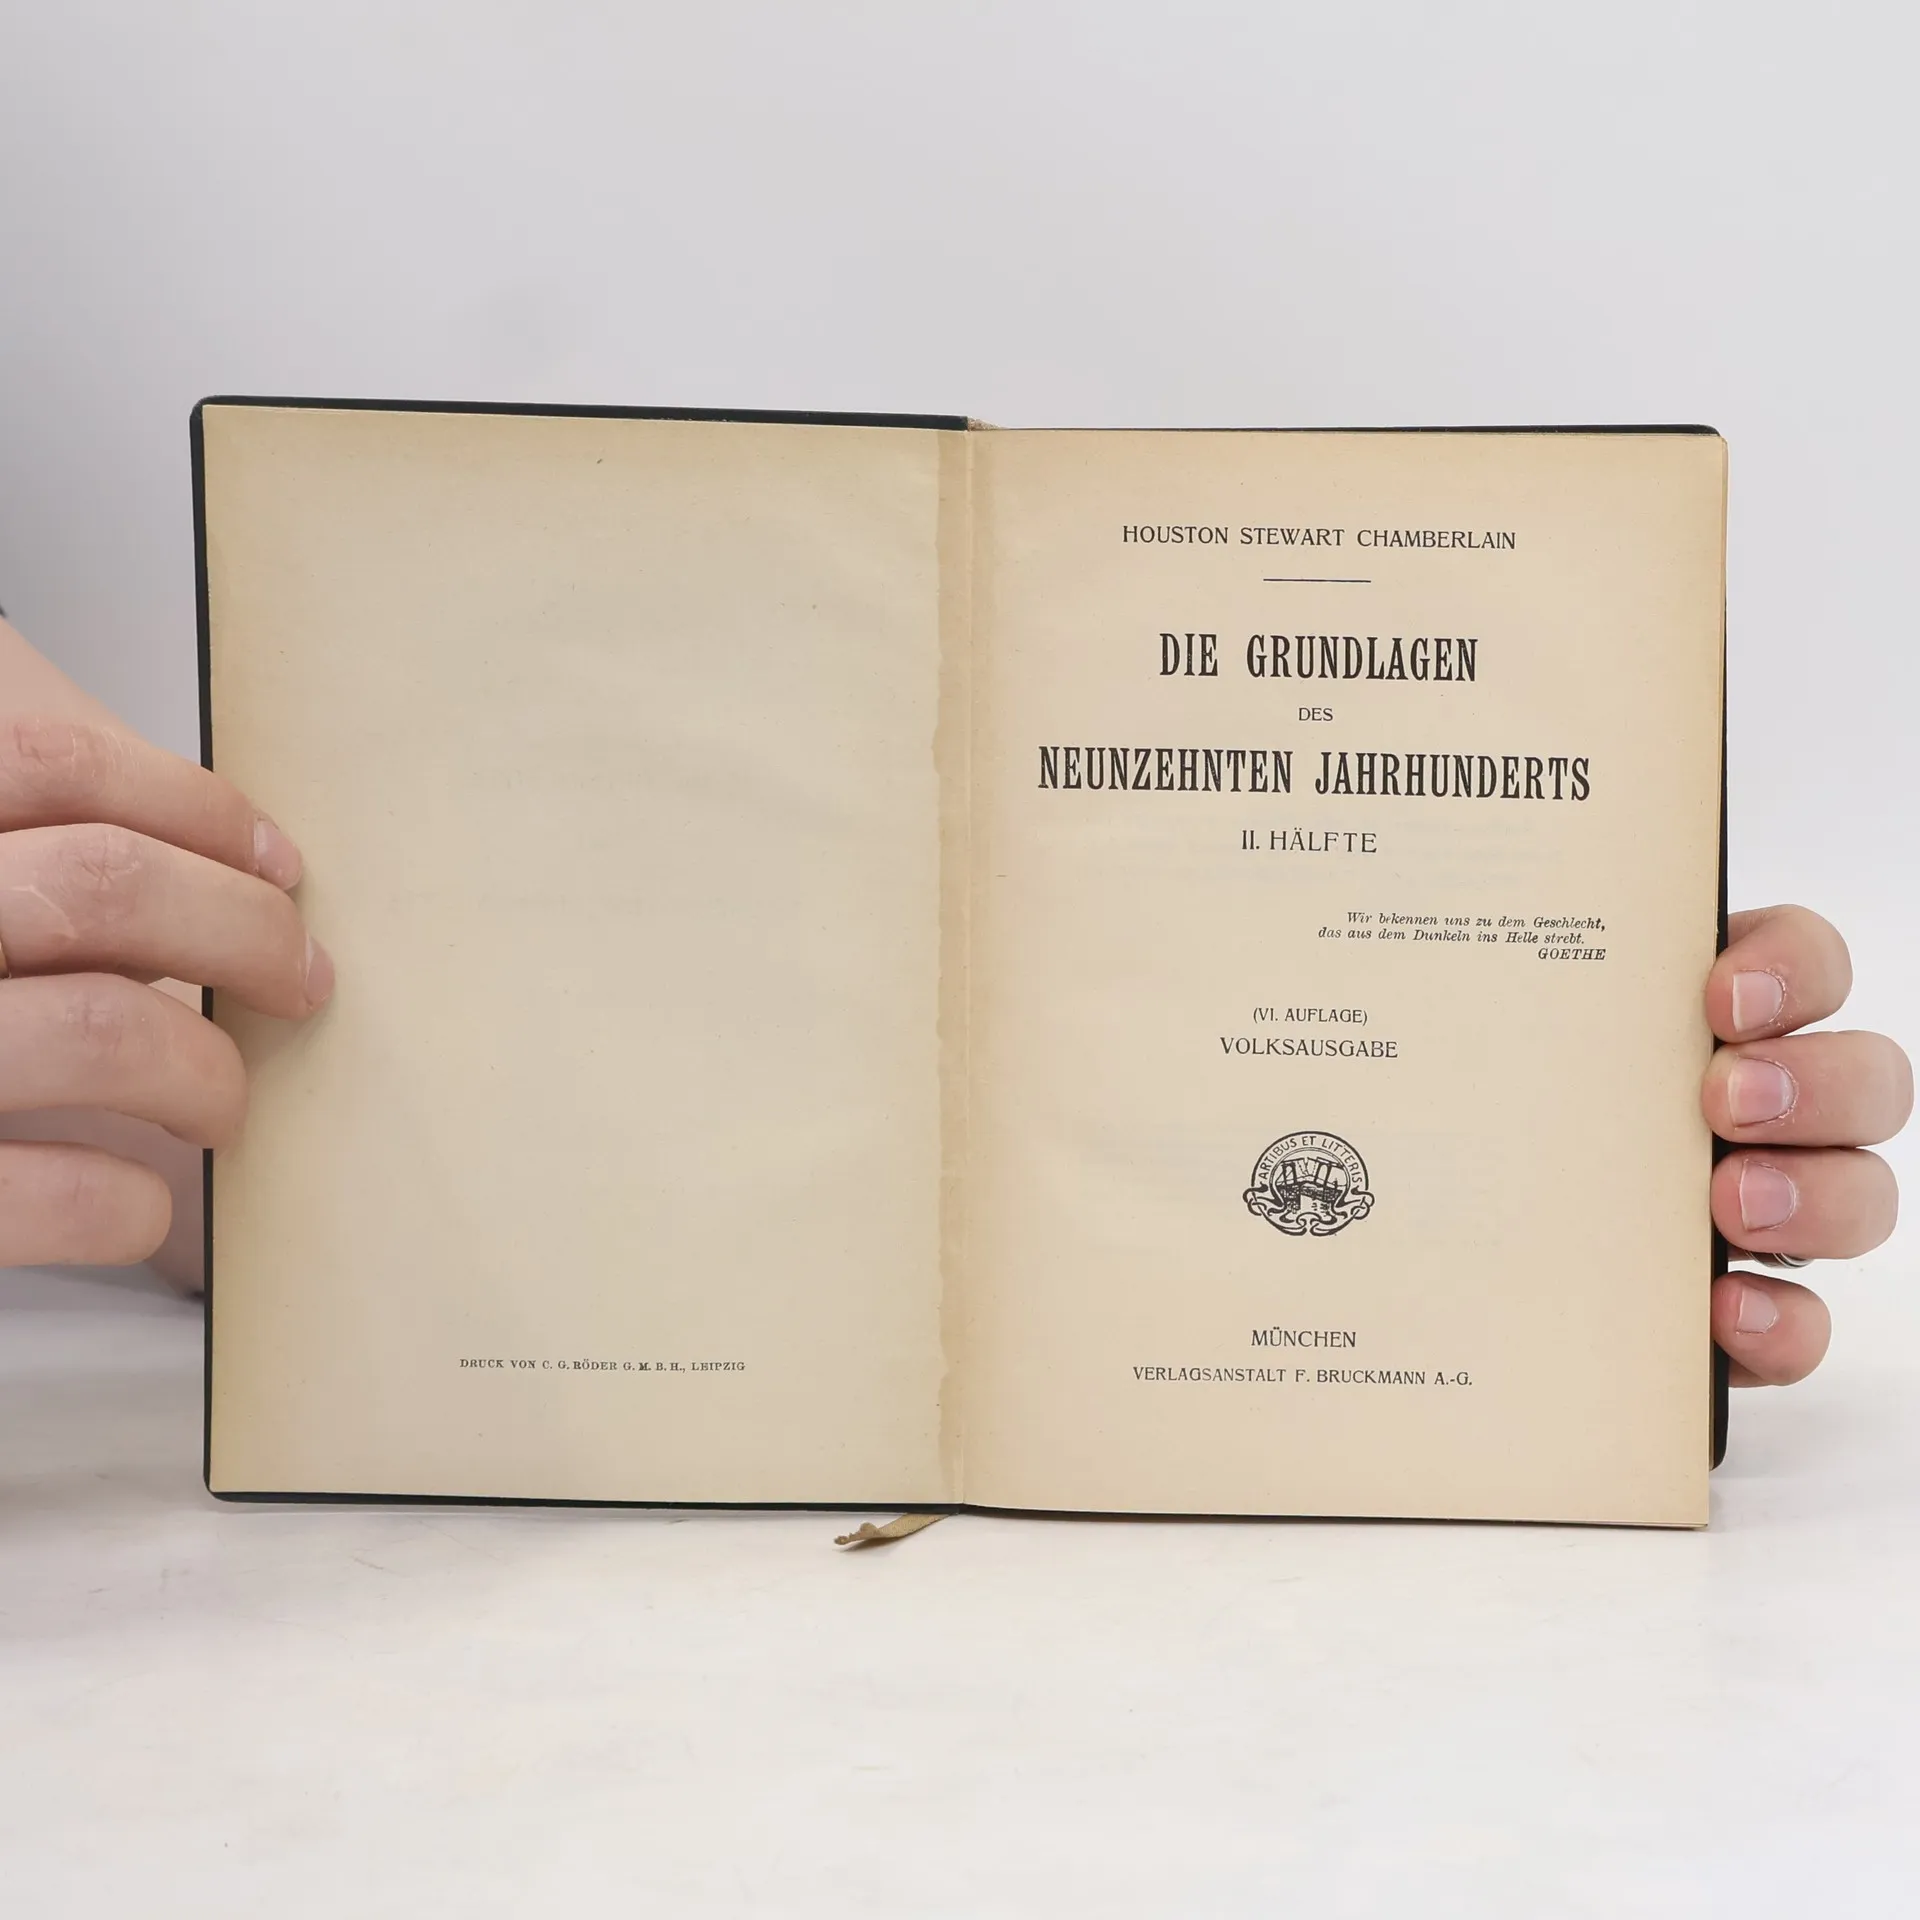 DRUCK VON C. G. RÖDER G. M. B. H., LEIPZIG
HOUSTON STEWART CHAMBERLAIN
DIE GRUNDLAGEN
DES
NEUNZEHNTEN JAHRHUNDERTS
II. HÄLFTE
Wir bekennen uns zu dem Geschlecht,
das aus dem Dunkeln ins Helle strebt.
GOETHE
(VI. AUFLAGE)
VOLKSAUSGABE
ARTIBUS ET LITTERIS
MÜNCHEN
VERLAGSANSTALT F. BRUCKMANN A.-G.